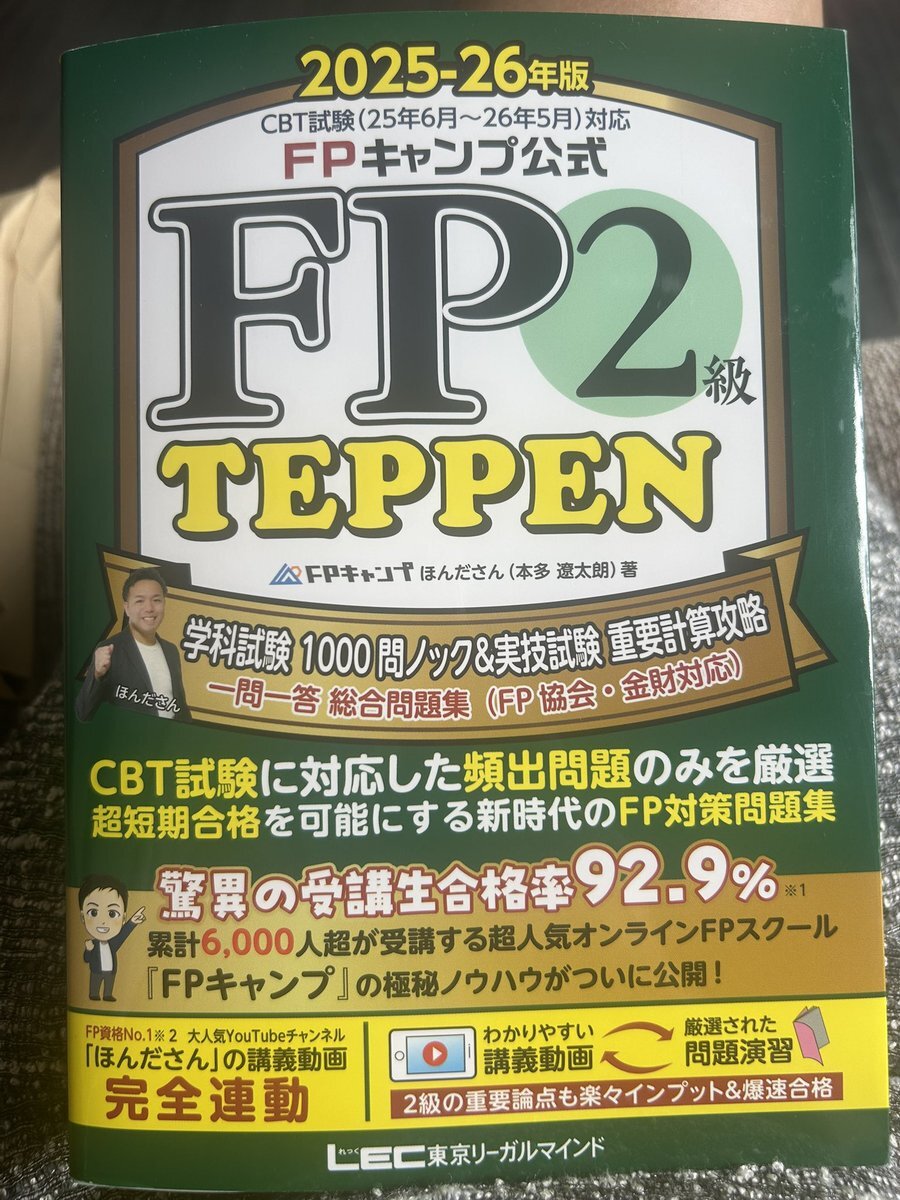 2025-26年版
CBT試験(25年6月～26年5月)対応
FPキャンプ公式
FP2級
TEPPEN
FPキャンプ ほんださん(本多 遼太朗)著
学科試験 1000問ノック&実技試験 重要計算攻略
一問一答 総合問題集 (FP協会・金財対応)
ほんださん
CBT試験に対応した頻出問題のみを厳選
超短期合格を可能にする新時代のFP対策問題集
驚異の受講生合格率92.9%※1
累計6,000人超が受講する超人気オンラインFPスクール
『FPキャンプ』の極秘ノウハウがついに公開！
FP資格No.1※2 大人気YouTubeチャンネル
「ほんださん」の講義動画
完全連動
わかりやすい
講義動画
厳選された
問題演習
2級の重要論点も楽々インプット&爆速合格
れっく
LEC東京リーガルマインド